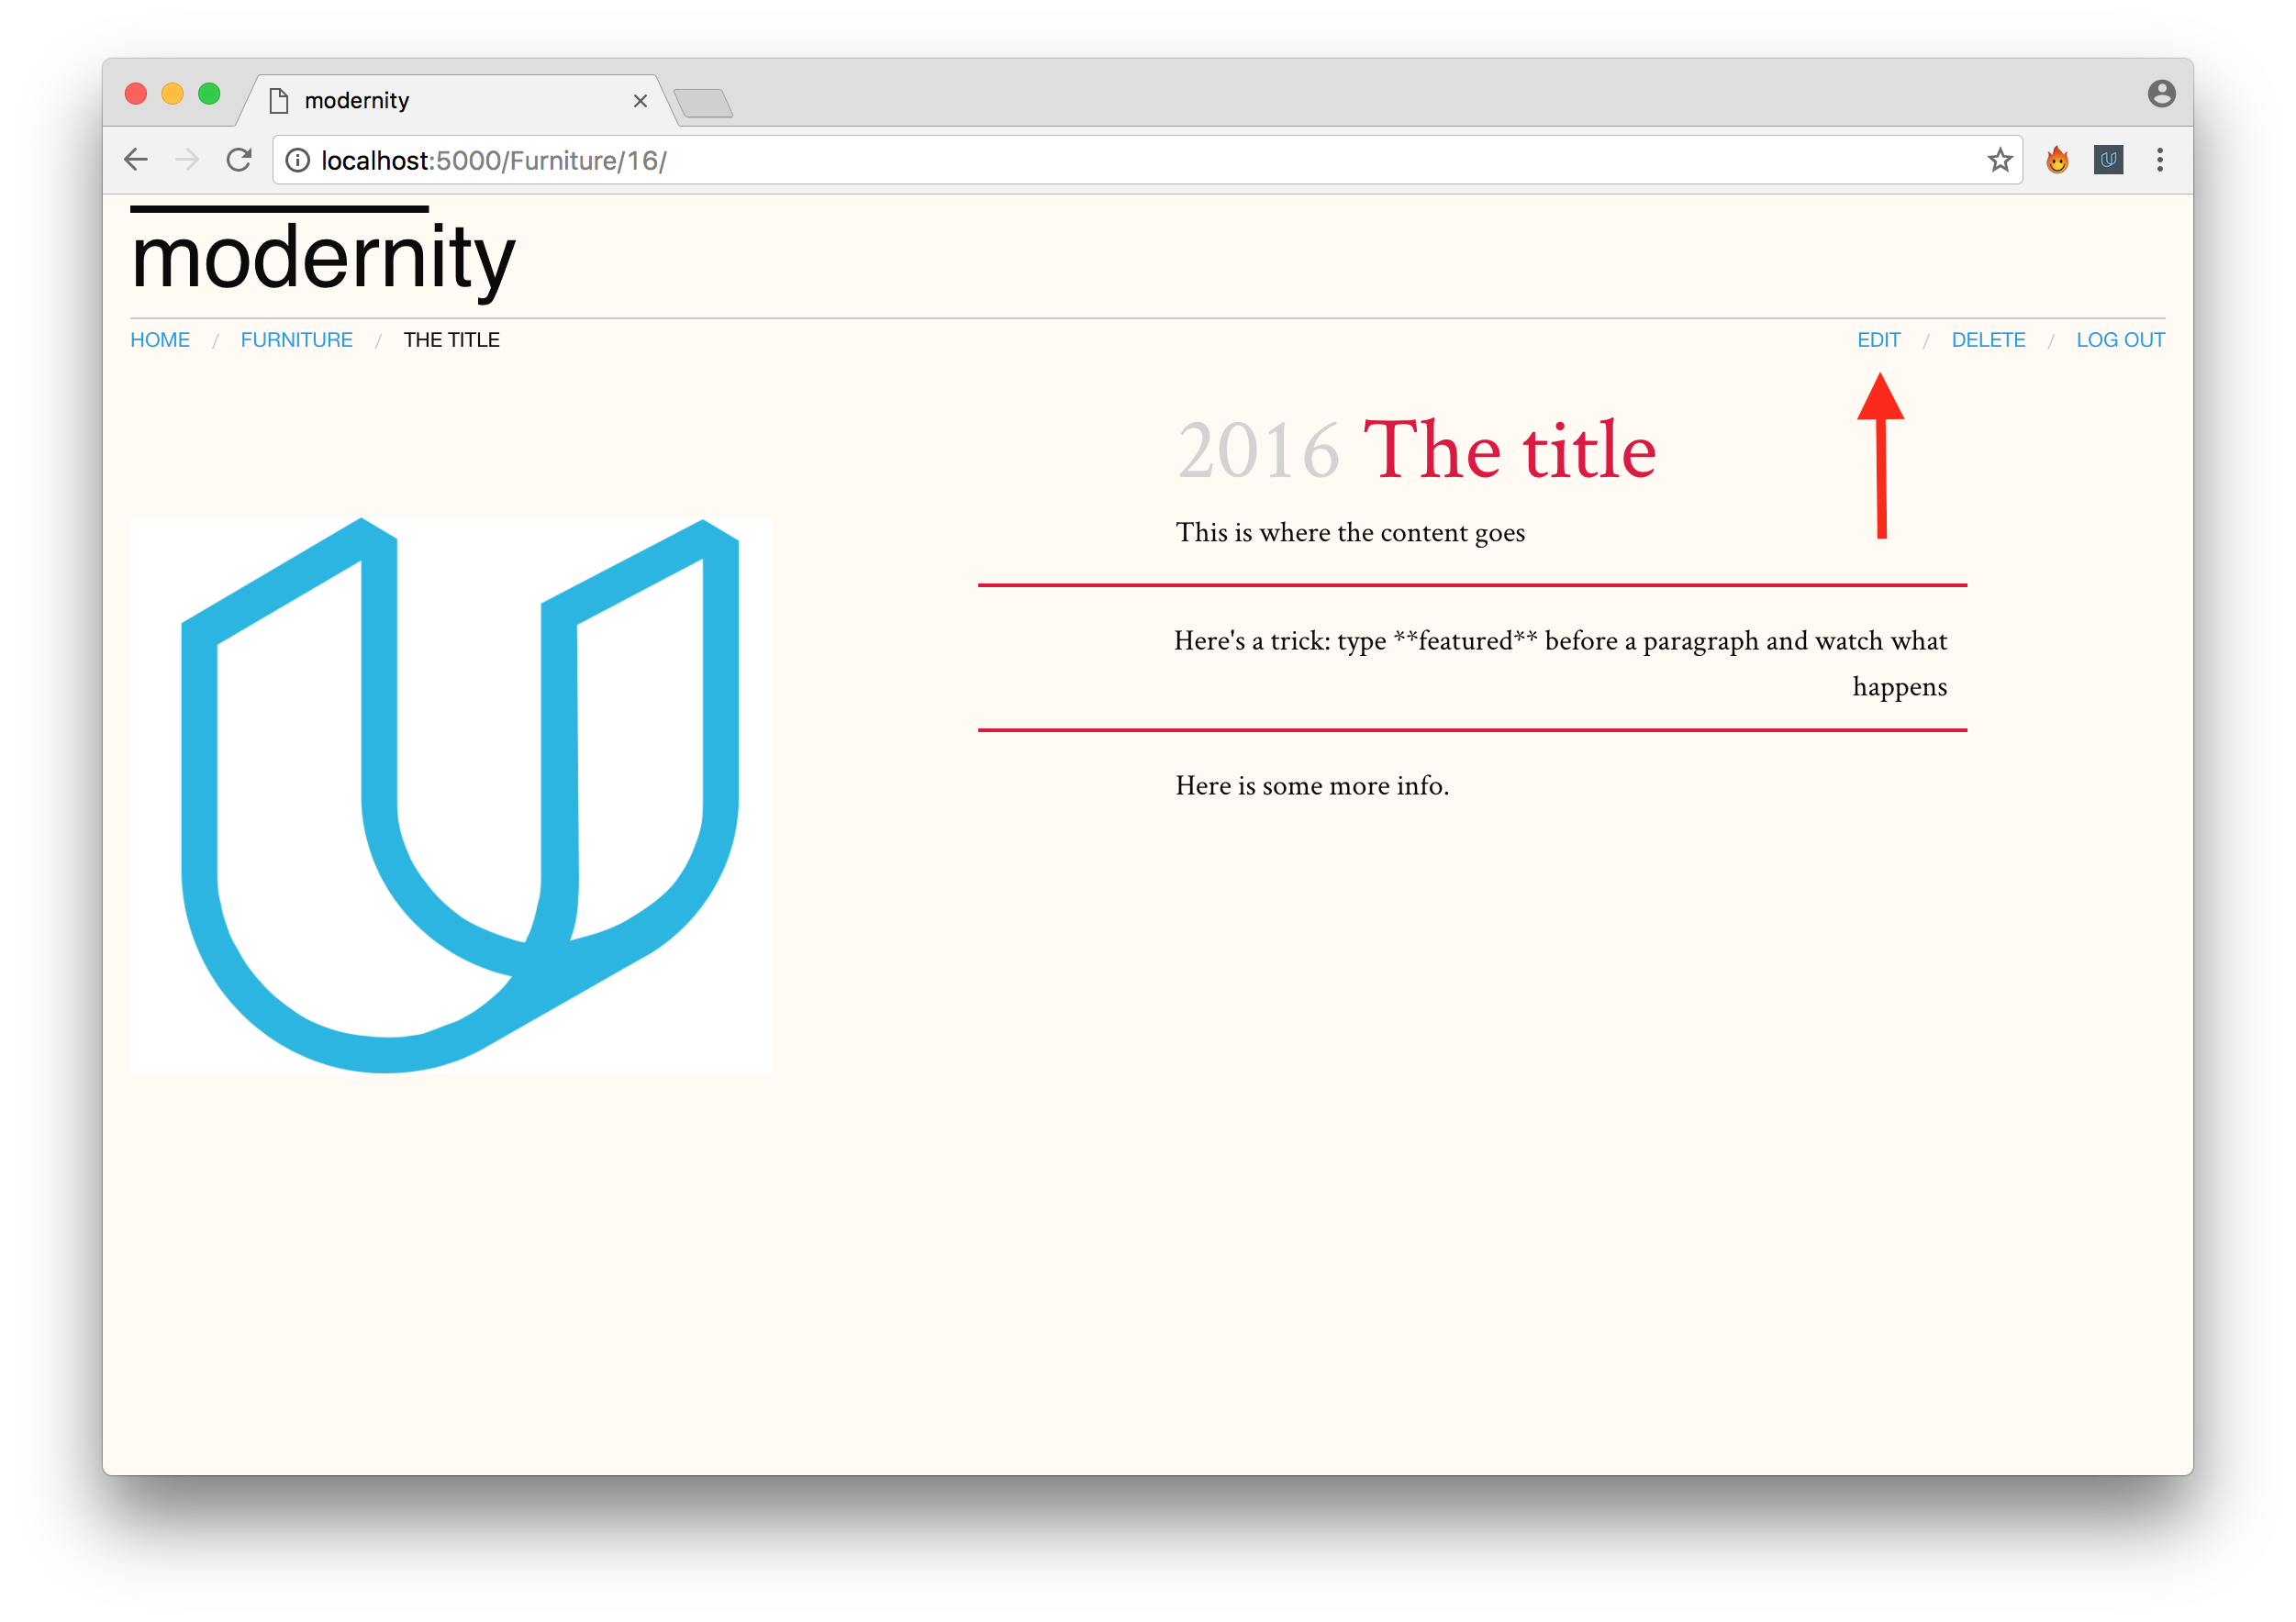 modernity
localhost:5000/Furniture/16/
modernity
HOME / FURNITURE / THE TITLE
EDIT / DELETE / LOG OUT
2016 The title
This is where the content goes
Here's a trick: type **featured** before a paragraph and watch what
happens
Here is some more info.